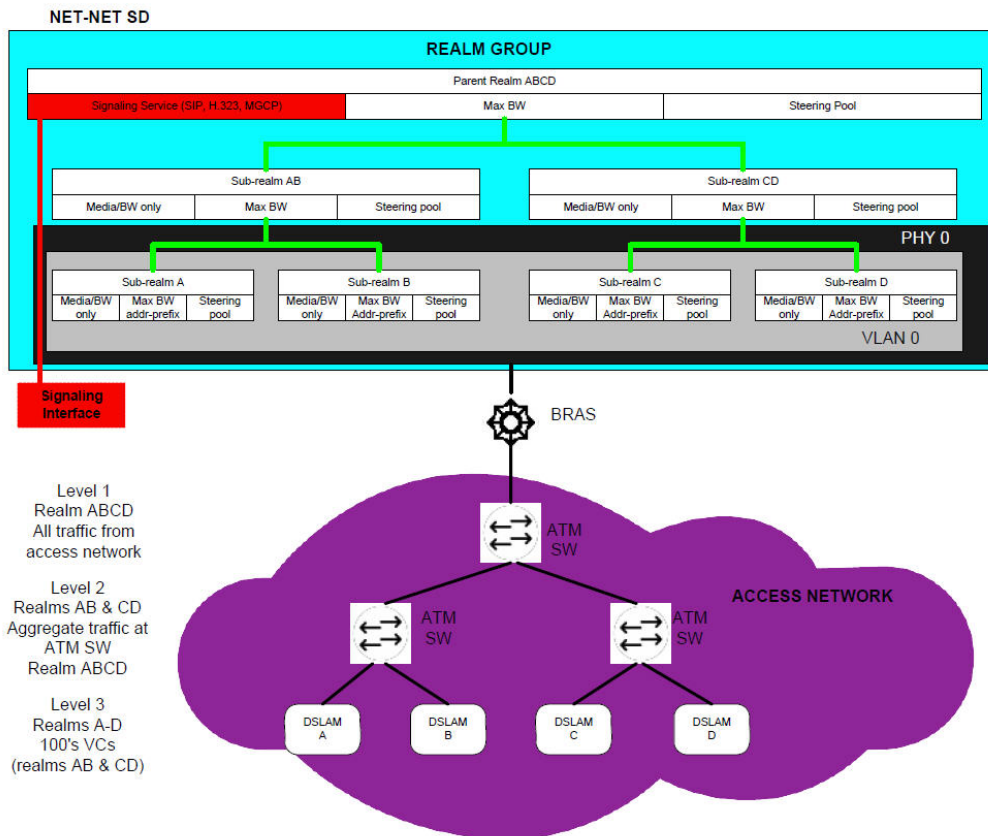 NET-NET SD
REALM GROUP
Parent Realm ABCD
Signaling Service (SIP, H.323, MGCP)
Max BW
Steering Pool
Sub-realm AB
Media/BW only
Max BW
Steering pool
Sub-realm CD
Media/BW only
Max BW
Steering pool
PHY 0
Sub-realm A
Media/BW
only
Max BW
addr-prefix
Steering
pool
Sub-realm B
Media/BW
only
Max BW
Addr-prefix
Steering
pool
Sub-realm C
Media/BW
only
Max BW
Addr-prefix
Steering
pool
Sub-realm D
Media/BW
only
Max BW
Addr-prefix
Steering
pool
VLAN 0
Signaling
Interface
BRAS
Level 1
Realm ABCD
All traffic from
access network
Level 2
Realms AB & CD
Aggregate traffic at
ATM SW
Realm ABCD
Level 3
Realms A-D
100's VCs
(realms AB & CD)
ATM
SW
ACCESS NETWORK
ATM
SW
ATM
SW
DSLAM
A
DSLAM
B
DSLAM
C
DSLAM
D